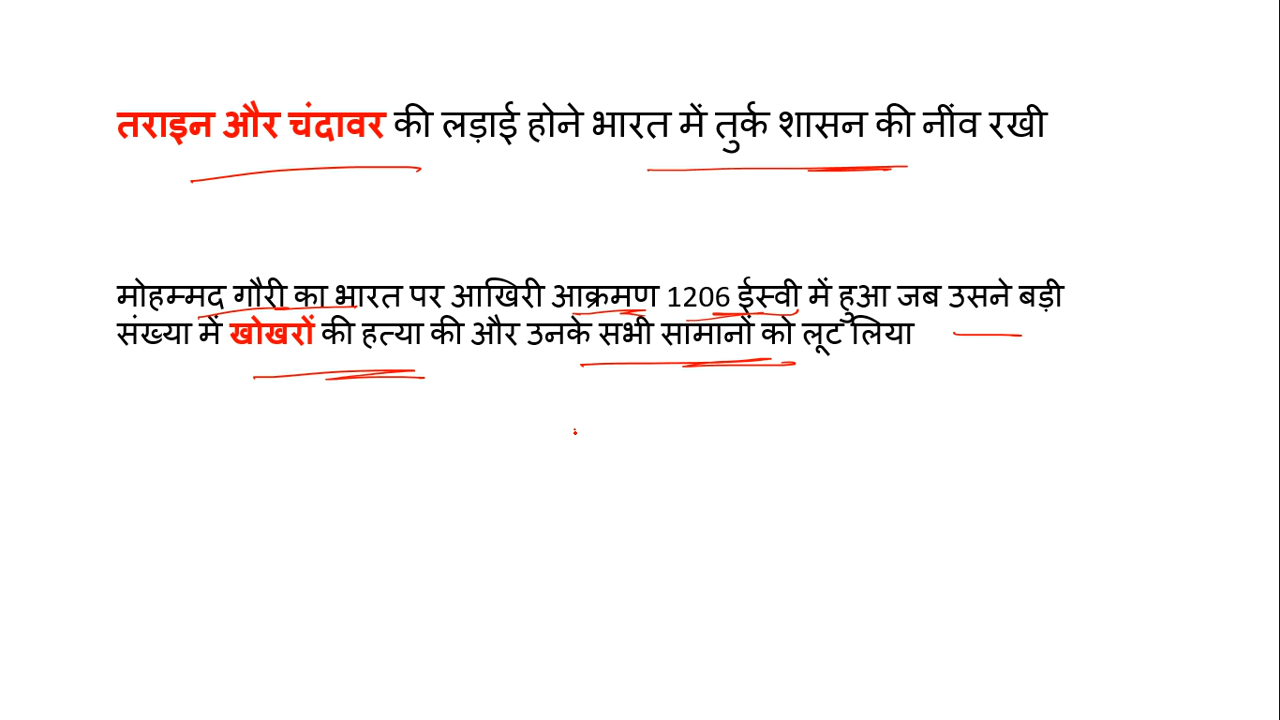 तराइन और चंदावर की लड़ाई होने भारत में तुर्क शासन की नींव रखी
मोहम्मद गौरी का भारत पर आखिरी आक्रमण 1206 ईस्वी में हुआ जब उसने बड़ी
संख्या में खोखरों की हत्या की और उनके सभी सामानों को लूट लिया